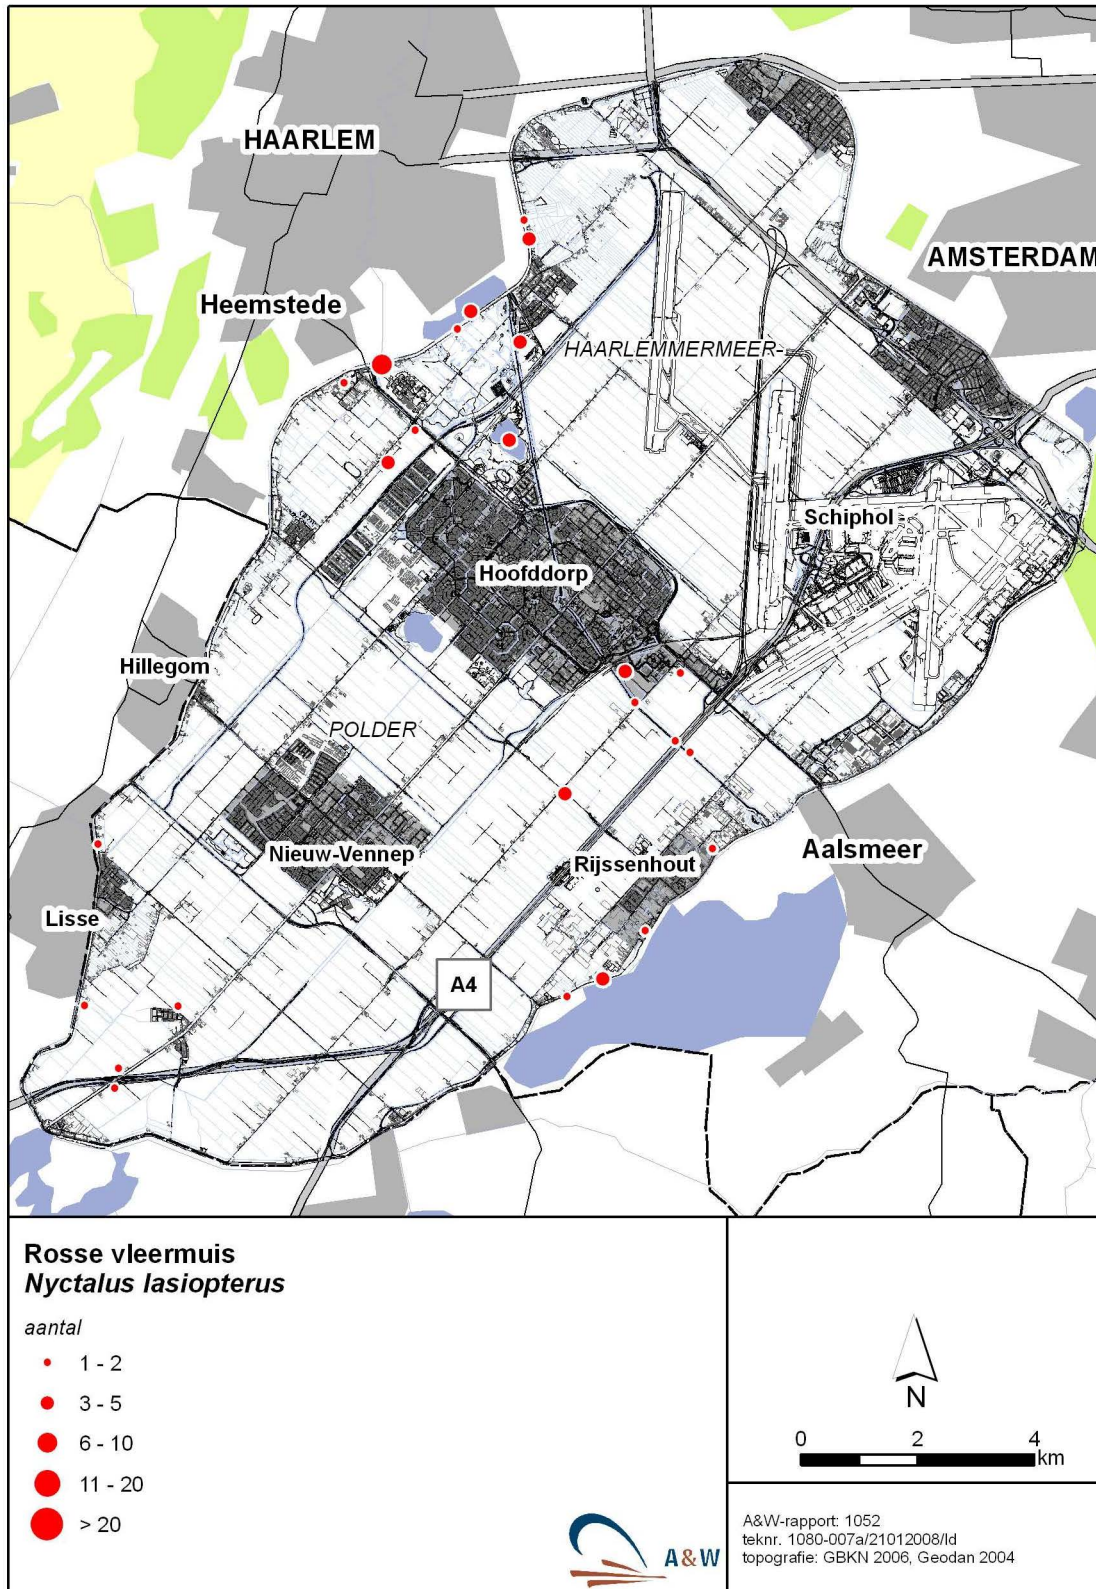 HAARLEM
AMSTERDAM
Heemstede
HAARLEMMERMEER-
Schiphol
Hoofddorp
Hillegom
POLDER
Nieuw-Vennep
Rijssenhout
Aalsmeer
Lisse
A4
Rosse vleermuis
Nyctalus lasiopterus
aantal
1 - 2
3 - 5
6 - 10
11 - 20
> 20
A&W
N
0 2 4
km
A&W-rapport: 1052
teknr. 1080-007a/21012008/ld
topografie: GBKN 2006, Geodan 2004